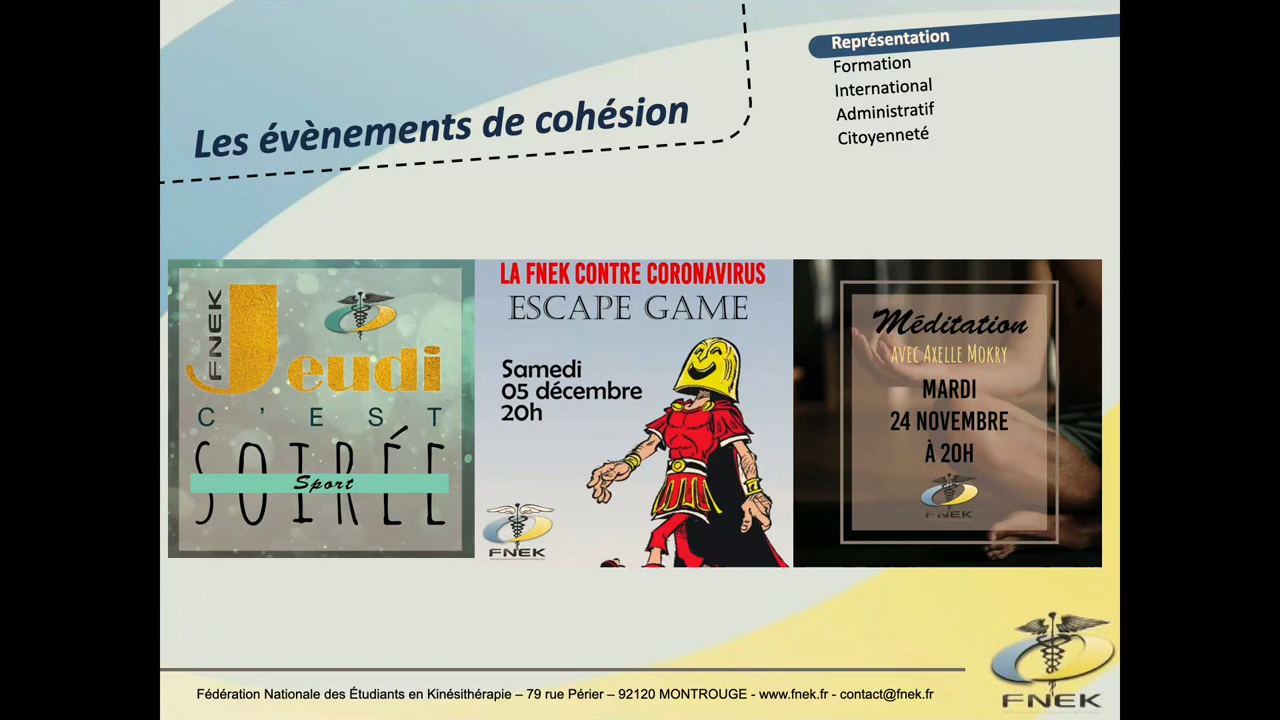 Les évènements de cohésion
Représentation
Formation
International
Administratif
Citoyenneté
FNEK
Jeudi
C'EST
SOIRÉE
Sport
LA FNEK CONTRE CORONAVIRUS
ESCAPE GAME
Samedi
05 décembre
20h
FNEK
Méditation
AVEC AXELLE MOKRY
MARDI
24 NOVEMBRE
À 20H
FNEK
Fédération Nationale des Étudiants en Kinésithérapie – 79 rue Périer – 92120 MONTROUGE - www.fnek.fr - contact@fnek.fr
FNEK